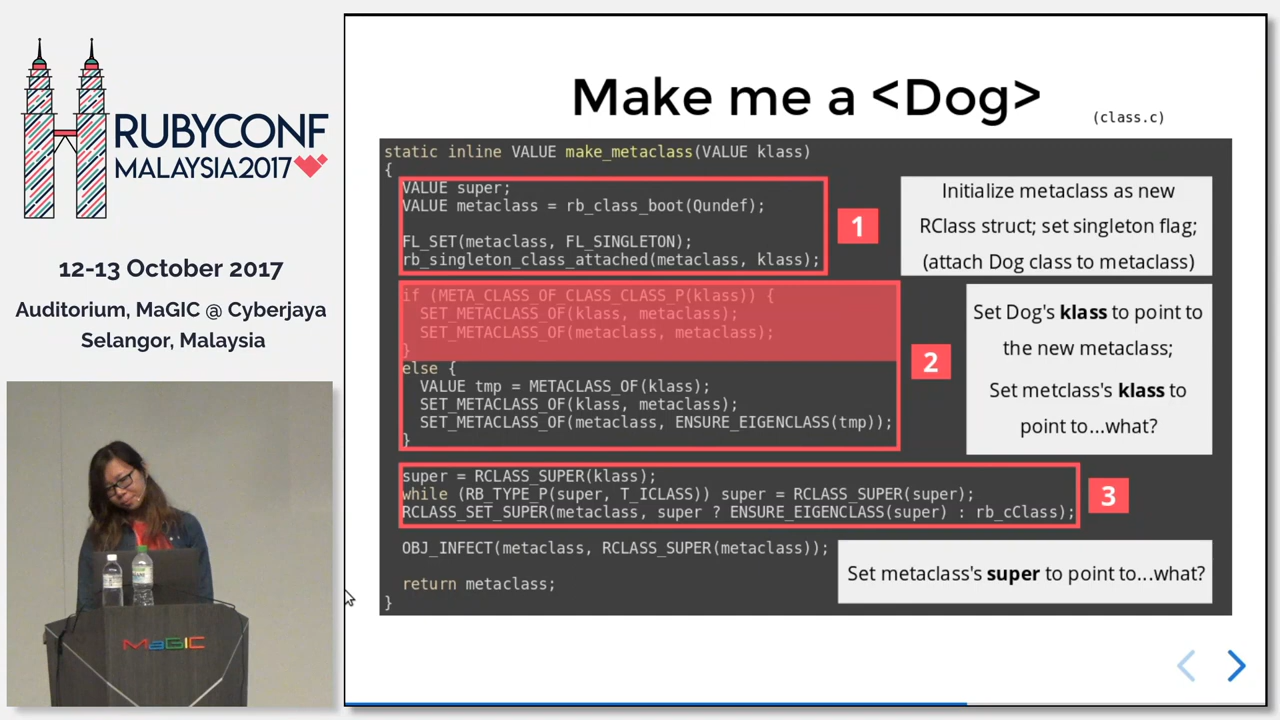 RUBYCONF
MALAYSIA2017
12-13 October 2017
Auditorium, MaGIC @ Cyberjaya
Selangor, Malaysia
MaGIC
Make me a <Dog>
(class.c)
static inline VALUE make_metaclass(VALUE klass)
{
VALUE super;
VALUE metaclass = rb_class_boot(Qundef);
FL_SET(metaclass, FL_SINGLETON);
rb_singleton_class_attached(metaclass, klass);
1
Initialize metaclass as new
RClass struct; set singleton flag;
(attach Dog class to metaclass)
if (META_CLASS_OF_CLASS_CLASS_P(klass)) {
SET_METACLASS_OF(klass, metaclass);
SET_METACLASS_OF(metaclass, metaclass);
}
else {
VALUE tmp = METACLASS_OF(klass);
SET_METACLASS_OF(klass, metaclass);
SET_METACLASS_OF(metaclass, ENSURE_EIGENCLASS(tmp));
}
2
Set Dog's klass to point to
the new metaclass;
Set metclass's klass to
point to...what?
super = RCLASS_SUPER(klass);
while (RB_TYPE_P(super, T_ICLASS)) super = RCLASS_SUPER(super);
RCLASS_SET_SUPER(metaclass, super ? ENSURE_EIGENCLASS(super) : rb_cClass);
3
OBJ_INFECT(metaclass, RCLASS_SUPER(metaclass));
return metaclass;
}
Set metaclass's super to point to...what?